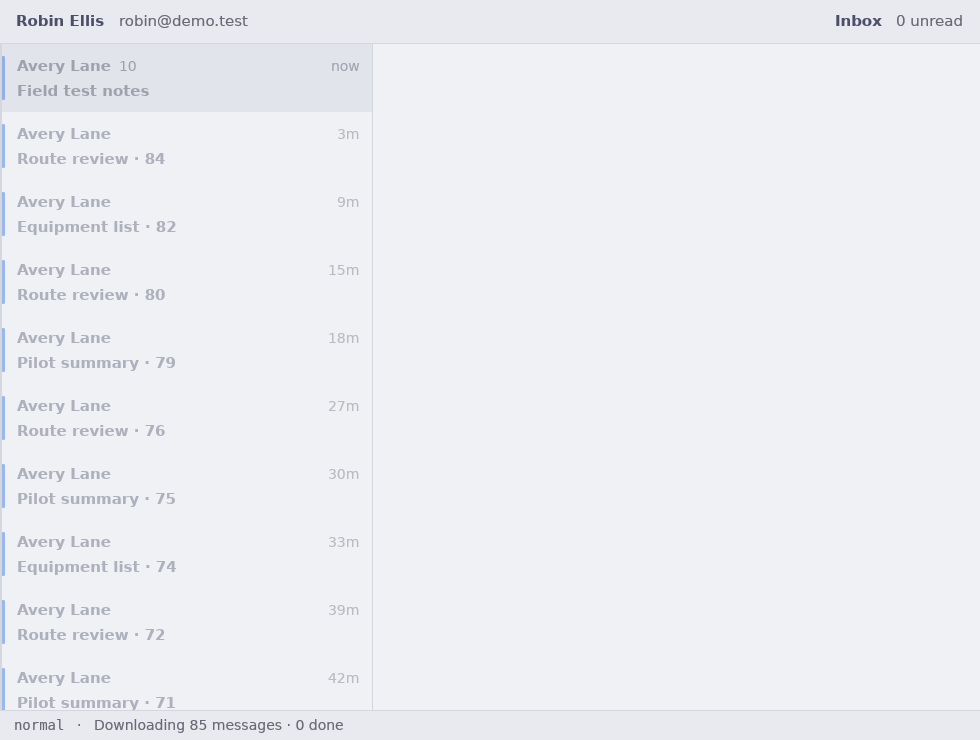 Robin Ellis robin@demo.test Inbox 0 unread
Avery Lane 10 now
Field test notes
Avery Lane 3m
Route review · 84
Avery Lane 9m
Equipment list · 82
Avery Lane 15m
Route review · 80
Avery Lane 18m
Pilot summary · 79
Avery Lane 27m
Route review · 76
Avery Lane 30m
Pilot summary · 75
Avery Lane 33m
Equipment list · 74
Avery Lane 39m
Route review · 72
Avery Lane 42m
Pilot summary · 71
normal · Downloading 85 messages · 0 done